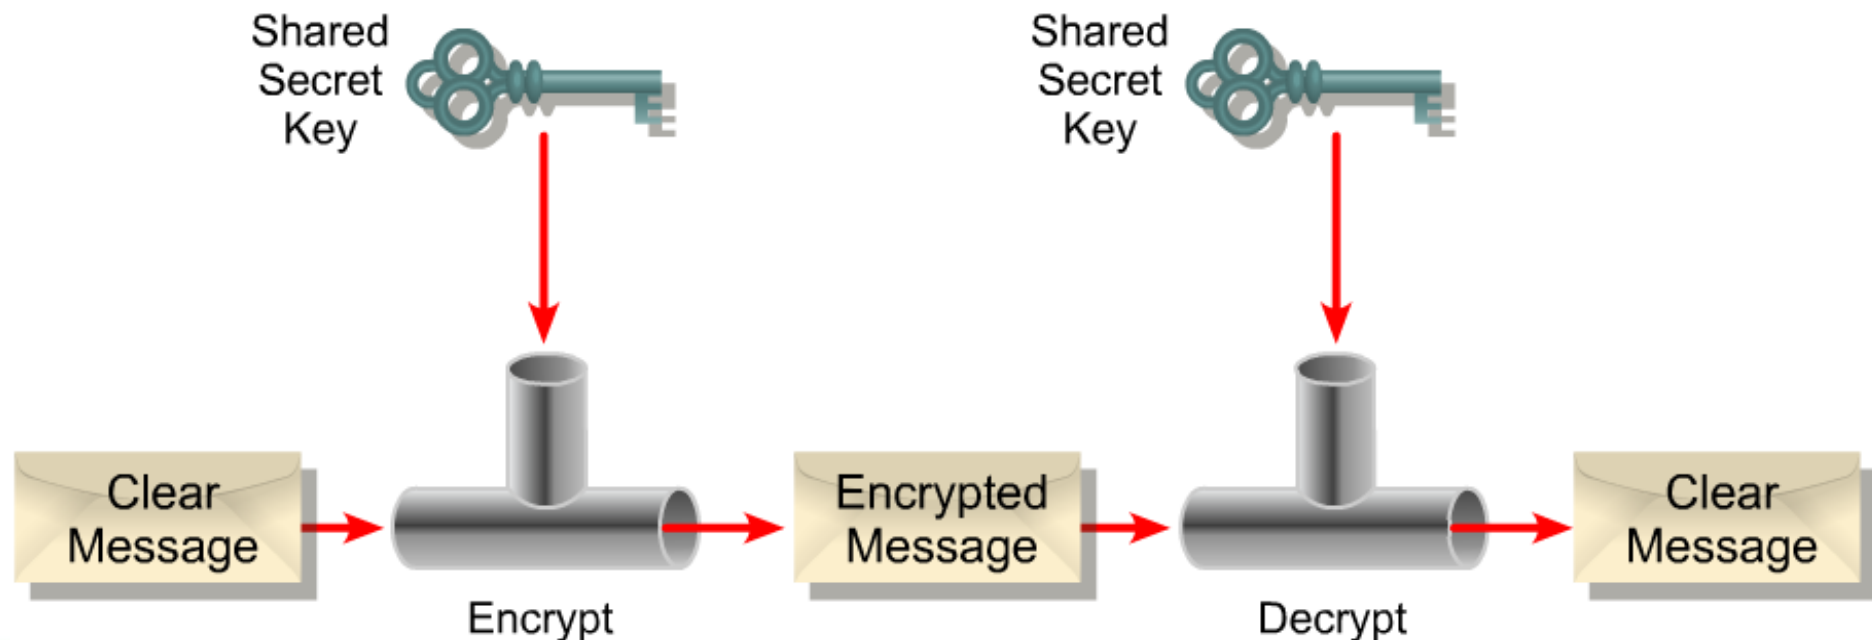 Shared
Secret
Key
Shared
Secret
Key
Clear
Message
Encrypted
Message
Clear
Message
Encrypt
Decrypt